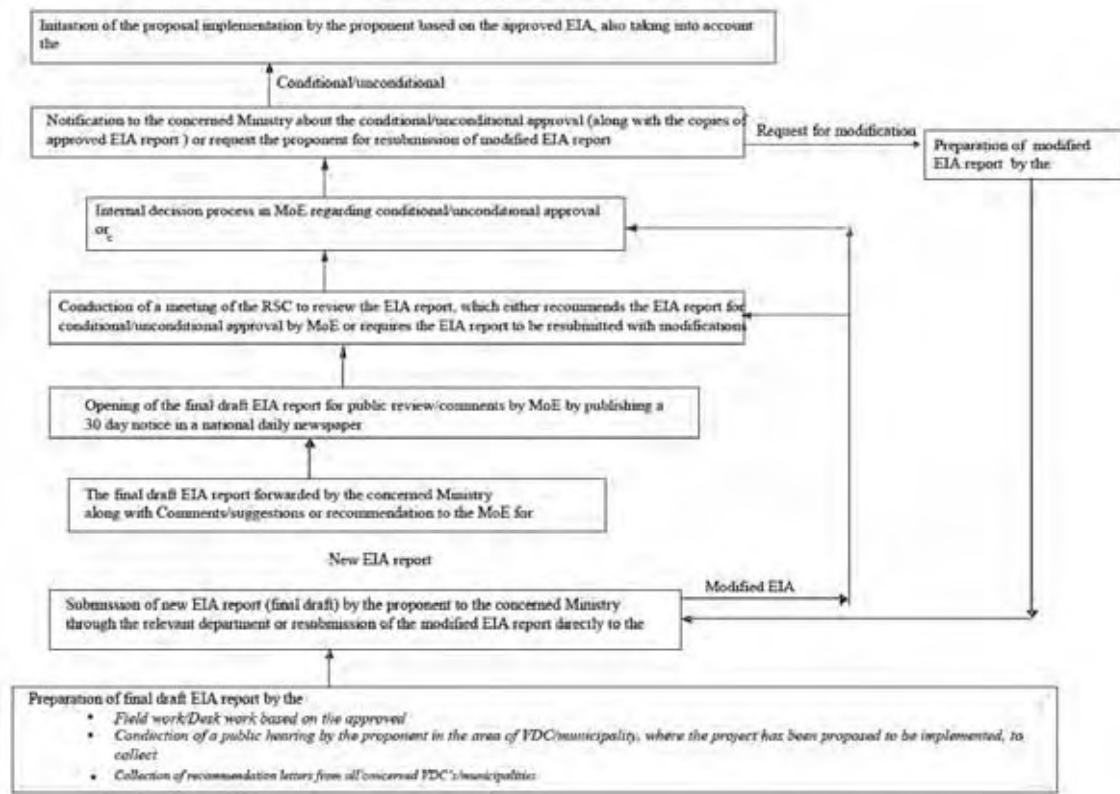 Initiation of the proposal implementation by the proponent based on the approved EIA, also taking into account
the
Conditional/unconditional
Notification to the concerned Ministry about the conditional/unconditional approval (along with the copies of
approved EIA report ) or request the proponent for resubmission of modified EIA report
Request for modification
Preparation of modified
EIA report by the
Internal decision process in MoE regarding conditional/unconditional approval
or
c
Conduction of a meeting of the RSC to review the EIA report, which either recommends the EIA report for
conditional/unconditional approval by MoE or requires the EIA report to be resubmitted with modifications
Opening of the final draft EIA report for public review/comments by MoE by publishing a
30 day notice in a national daily newspaper
The final draft EIA report forwarded by the concerned Ministry
along with Comments/suggestions or recommendation to the MoE for
New EIA report
Modified EIA
Submission of new EIA report (final draft) by the proponent to the concerned Ministry
through the relevant department or resubmission of the modified EIA report directly to the
Preparation of final draft EIA report by the
• Field work/Desk work based on the approved
• Conduction of a public hearing by the proponent in the area of VDC/municipality, where the project has been proposed to be implemented, to
collect
• Collection of recommendation letters from all concerned VDC's/municipalities